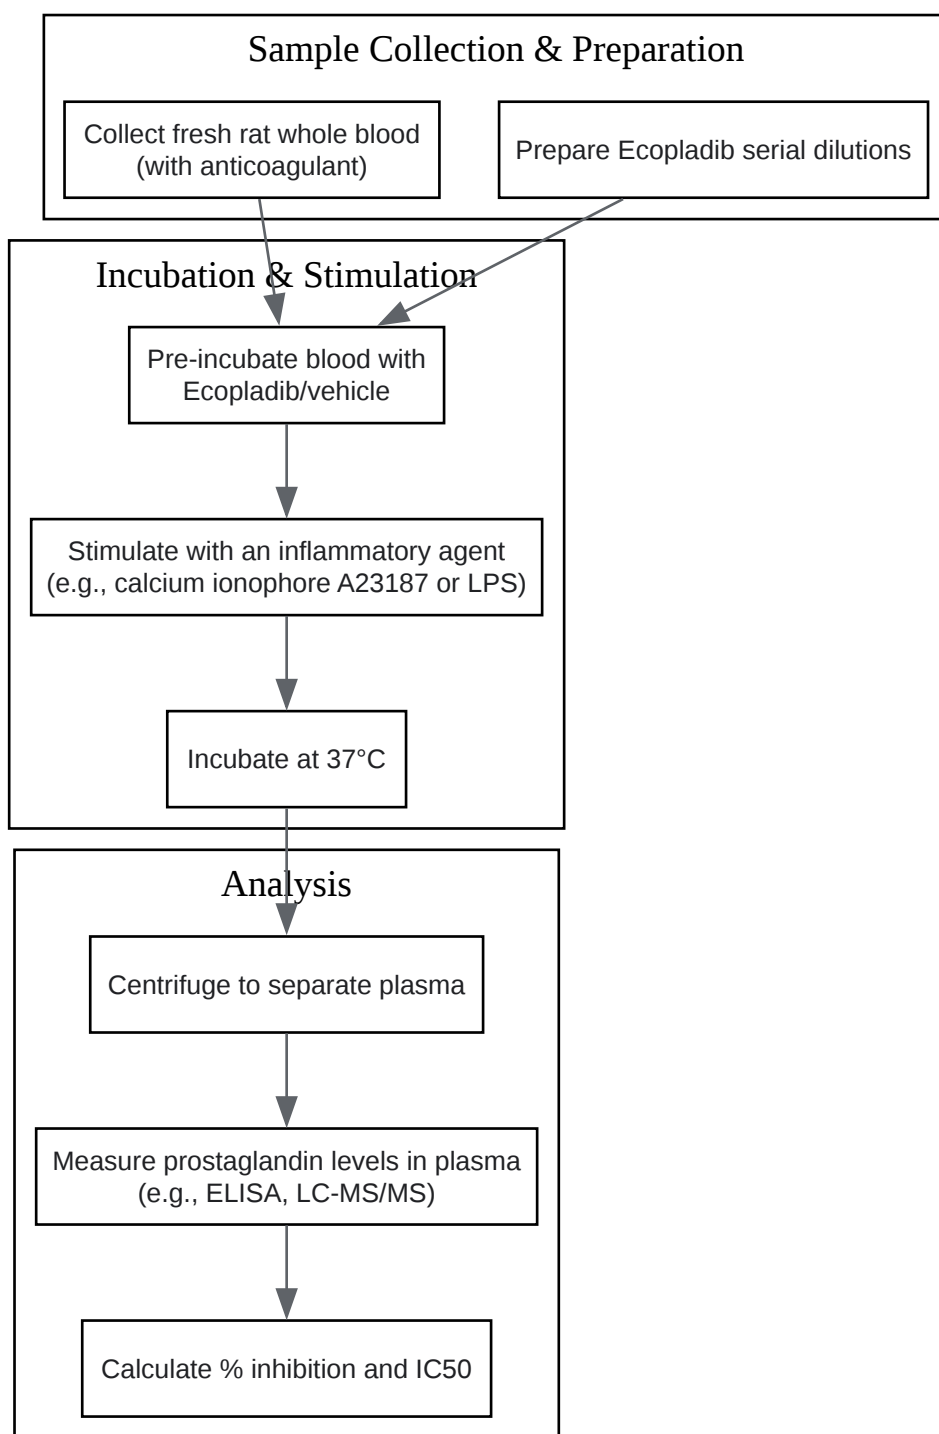 Sample Collection & Preparation
Collect fresh rat whole blood
(with anticoagulant)
Prepare Ecopladib serial dilutions
Incubation & Stimulation
Pre-incubate blood with
Ecopladib/vehicle
Stimulate with an inflammatory agent
(e.g., calcium ionophore A23187 or LPS)
Incubate at 37°C
Analysis
Centrifuge to separate plasma
Measure prostaglandin levels in plasma
(e.g., ELISA, LC-MS/MS)
Calculate % inhibition and IC50